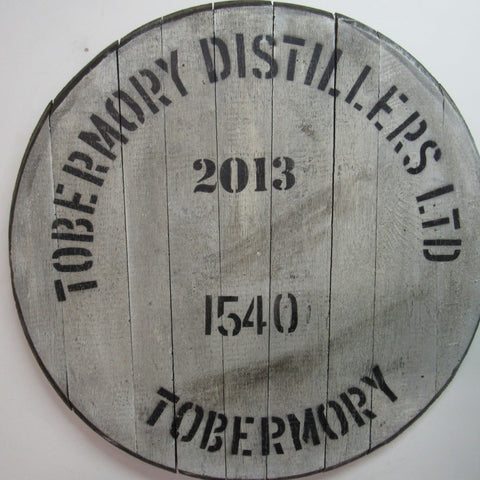 TOBERMORY DISTILLERS LTD
2013
1540
TOBERMORY